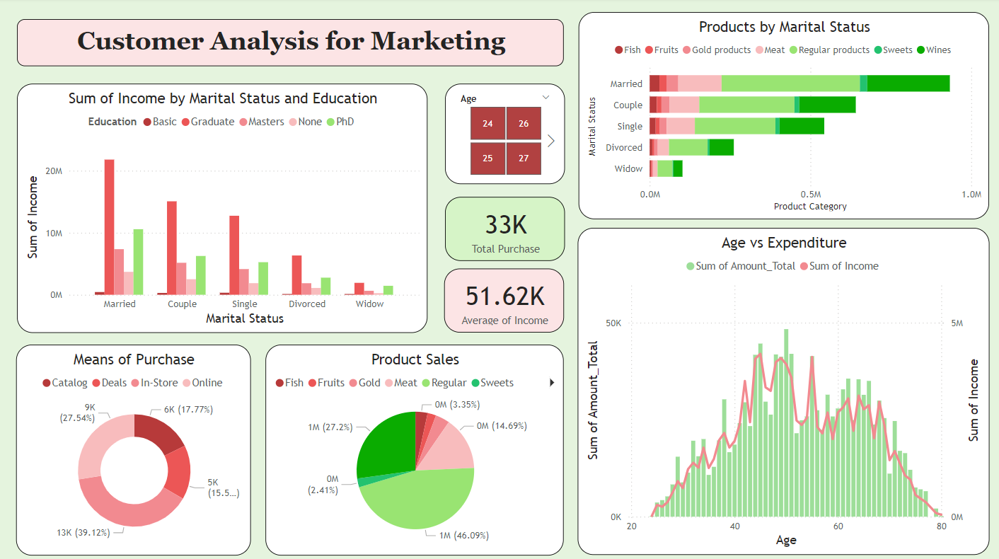 Customer Analysis for Marketing
Sum of Income by Marital Status and Education
Education Basic Graduate Masters None PhD
Sum of Income
20M
10M
0M
Married Couple Single Divorced Widow
Marital Status
Age
24 26
25 27
33K
Total Purchase
51.62K
Average of Income
Products by Marital Status
Fish Fruits Gold products Meat Regular products Sweets Wines
Marital Status
Married
Couple
Single
Divorced
Widow
0.0M 0.5M 1.0M
Product Category
Means of Purchase
Catalog Deals In-Store Online
9K
(27.54%)
6K (17.77%)
5K
(15.5...)
13K (39.12%)
Product Sales
Fish Fruits Gold Meat Regular Sweets
0M (3.35%)
0M (14.69%)
1M (27.2%)
0M
(2.41%)
1M (46.09%)
Age vs Expenditure
Sum of Amount_Total Sum of Income
Sum of Amount_Total
50K
0K
5M
0M
Sum of Income
20 40 60 80
Age